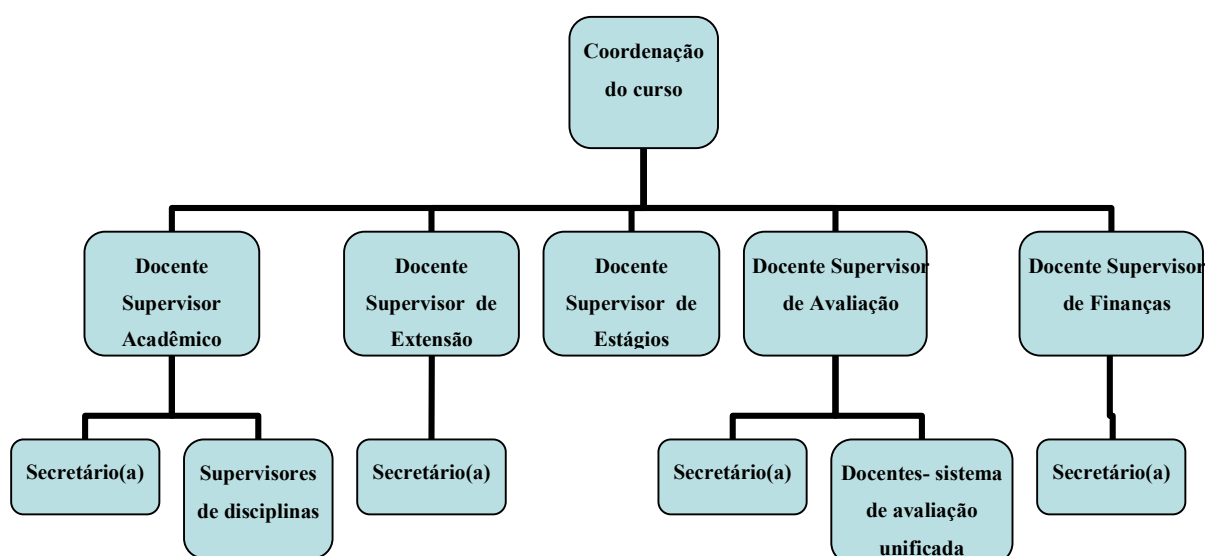 Coordenação
do curso
Docente
Supervisor
Acadêmico
Docente
Supervisor de
Extensão
Docente
Supervisor de
Estágios
Docente Supervisor
de Avaliação
Docente Supervisor
de Finanças
Secretário(a)
Supervisores
de disciplinas
Secretário(a)
Secretário(a)
Docentes- sistema
de avaliação
unificada
Secretário(a)